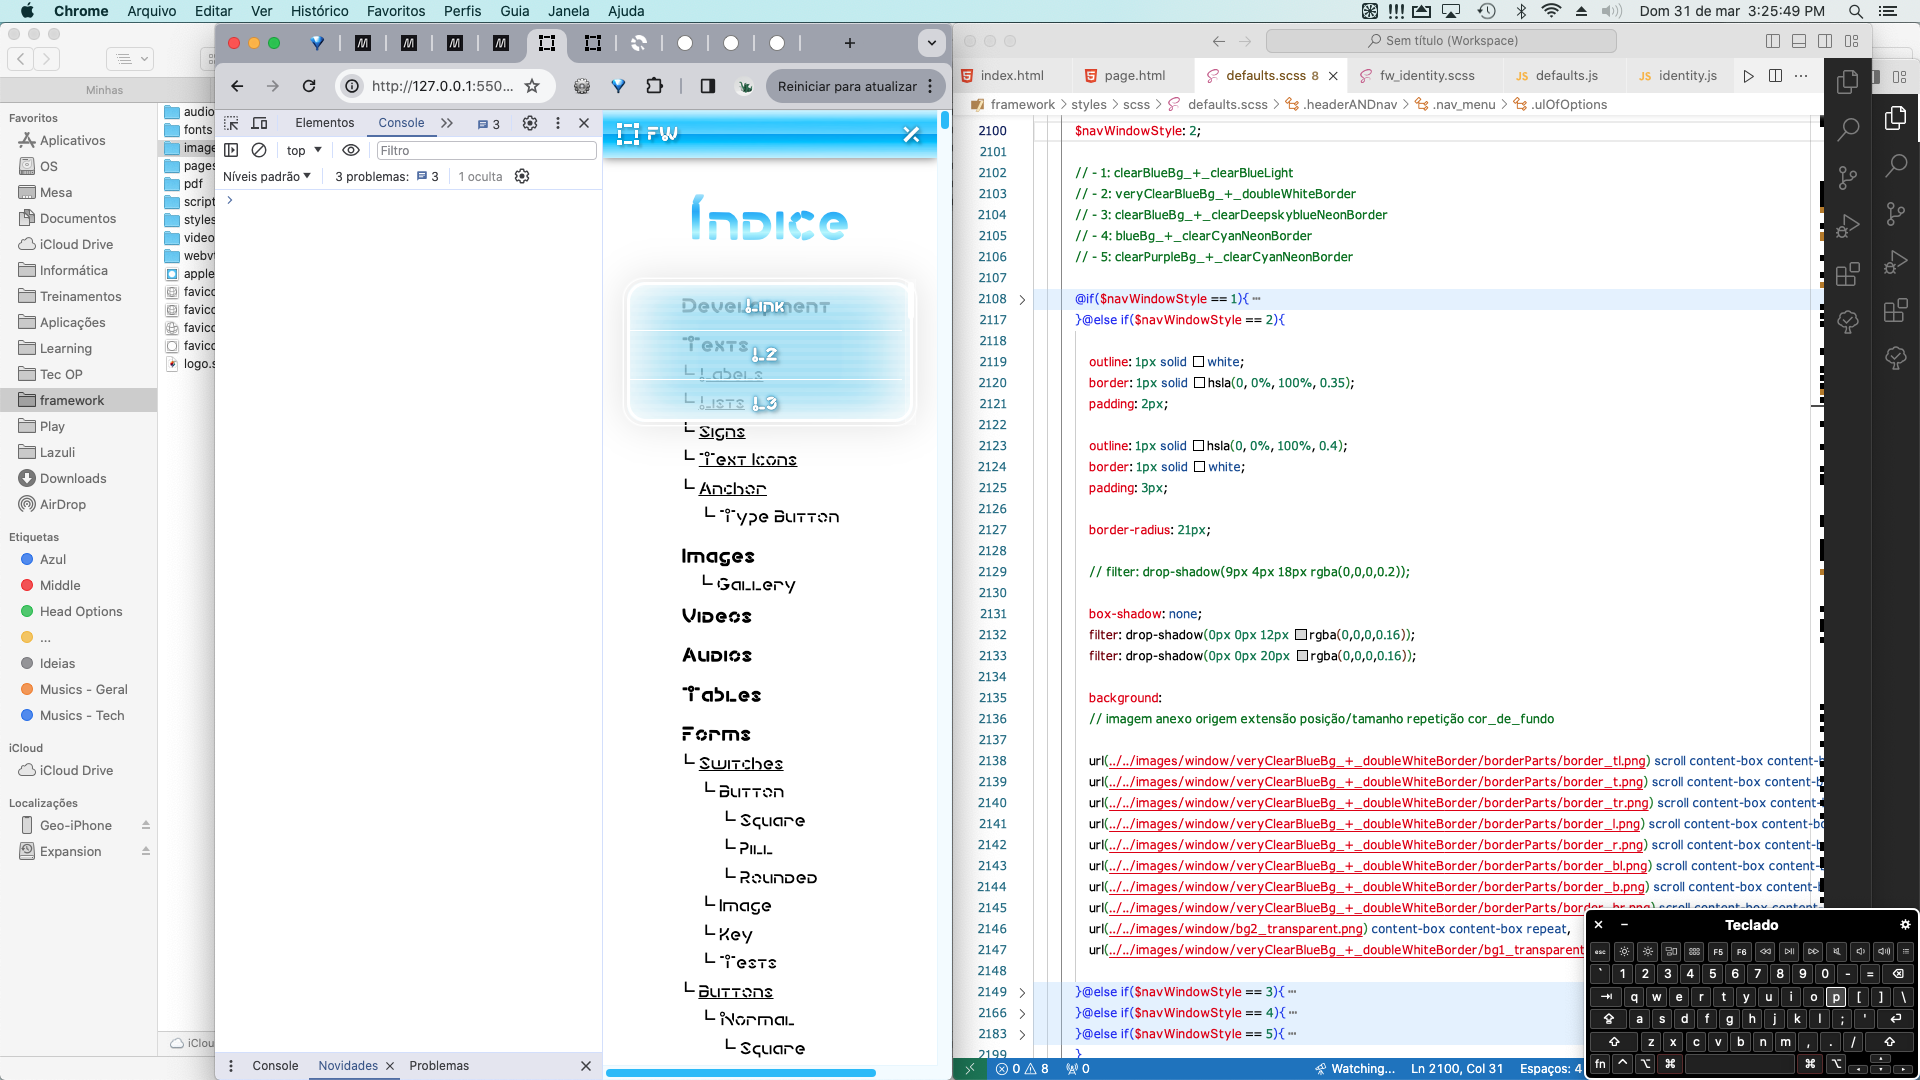 Chrome Arquivo Editar Ver Histórico Favoritos Perfis Guia Janela Ajuda
Dom 31 de mar 3:25:49 PM
Minhas
Favoritos
Aplicativos
OS
Mesa
Documentos
iCloud Drive
Informática
Treinamentos
Aplicações
Learning
Tec OP
framework
Play
Lazuli
Downloads
AirDrop
Etiquetas
Azul
Middle
Head Options
...
Ideias
Musics - Geral
Musics - Tech
iCloud
iCloud Drive
Localizações
Geo-iPhone
Expansion
audio
fonts
image
pages
pdf
script
styles
video
webvt
apple
favico
favico
favico
favico
logo.s
iClou
http://127.0.0.1:550...
Reiniciar para atualizar
Elementos Console 3
top Filtro
Níveis padrão 3 problemas: 3 1 oculta
Console Novidades Problemas
FW
Índice
Development
Link
Texts
L2
Labels
Lists
L3
Signs
Text Icons
Anchor
Type Button
Images
Gallery
Videos
Audios
Tables
Forms
Switches
Button
Square
Pill
Rounded
Image
Key
Tests
Buttons
Normal
Square
Sem título (Workspace)
index.html page.html defaults.scss 8 fw_identity.scss defaults.js identity.js
framework > styles > scss > defaults.scss > .headerANDnav > .nav_menu > .ulOfOptions
2100 $navWindowStyle: 2;
2101
2102 // - 1: clearBlueBg_+_clearBlueLight
2103 // - 2: veryClearBlueBg_+_doubleWhiteBorder
2104 // - 3: clearBlueBg_+_clearDeepskyblueNeonBorder
2105 // - 4: blueBg_+_clearCyanNeonBorder
2106 // - 5: clearPurpleBg_+_clearCyanNeonBorder
2107
2108 @if($navWindowStyle == 1){ ⋯
2117 }@else if($navWindowStyle == 2){
2118
2119 outline: 1px solid white;
2120 border: 1px solid hsla(0, 0%, 100%, 0.35);
2121 padding: 2px;
2122
2123 outline: 1px solid hsla(0, 0%, 100%, 0.4);
2124 border: 1px solid white;
2125 padding: 3px;
2126
2127 border-radius: 21px;
2128
2129 // filter: drop-shadow(9px 4px 18px rgba(0,0,0,0.2));
2130
2131 box-shadow: none;
2132 filter: drop-shadow(0px 0px 12px rgba(0,0,0,0.16));
2133 filter: drop-shadow(0px 0px 20px rgba(0,0,0,0.16));
2134
2135 background:
2136 // imagem anexo origem extensão posição/tamanho repetição cor_de_fundo
2137
2138 url(../../images/window/veryClearBlueBg_+_doubleWhiteBorder/borderParts/border_tl.png) scroll content-box content-b
2139 url(../../images/window/veryClearBlueBg_+_doubleWhiteBorder/borderParts/border_t.png) scroll content-box content-b
2140 url(../../images/window/veryClearBlueBg_+_doubleWhiteBorder/borderParts/border_tr.png) scroll content-box content-
2141 url(../../images/window/veryClearBlueBg_+_doubleWhiteBorder/borderParts/border_l.png) scroll content-box content-bo
2142 url(../../images/window/veryClearBlueBg_+_doubleWhiteBorder/borderParts/border_r.png) scroll content-box content-b
2143 url(../../images/window/veryClearBlueBg_+_doubleWhiteBorder/borderParts/border_bl.png) scroll content-box content-
2144 url(../../images/window/veryClearBlueBg_+_doubleWhiteBorder/borderParts/border_b.png) scroll content-box content-b
2145 url(../../images/window/veryClearBlueBg_+_doubleWhiteBorder/borderParts/border_br.png) scroll content-box content-
2146 url(../../images/window/bg2_transparent.png) content-box content-box repeat,
2147 url(../../images/window/veryClearBlueBg_+_doubleWhiteBorder/bg1_transparent
2148
2149 }@else if($navWindowStyle == 3){ ⋯
2166 }@else if($navWindowStyle == 4){ ⋯
2183 }@else if($navWindowStyle == 5){ ⋯
2199 }
0 8 0 Watching... Ln 2100, Col 31 Espaços: 4
Teclado
esc F5 F6
` 1 2 3 4 5 6 7 8 9 0 - =
q w e r t y u i o p [ ] \
a s d f g h j k l ; '
z x c v b n m , . /
fn